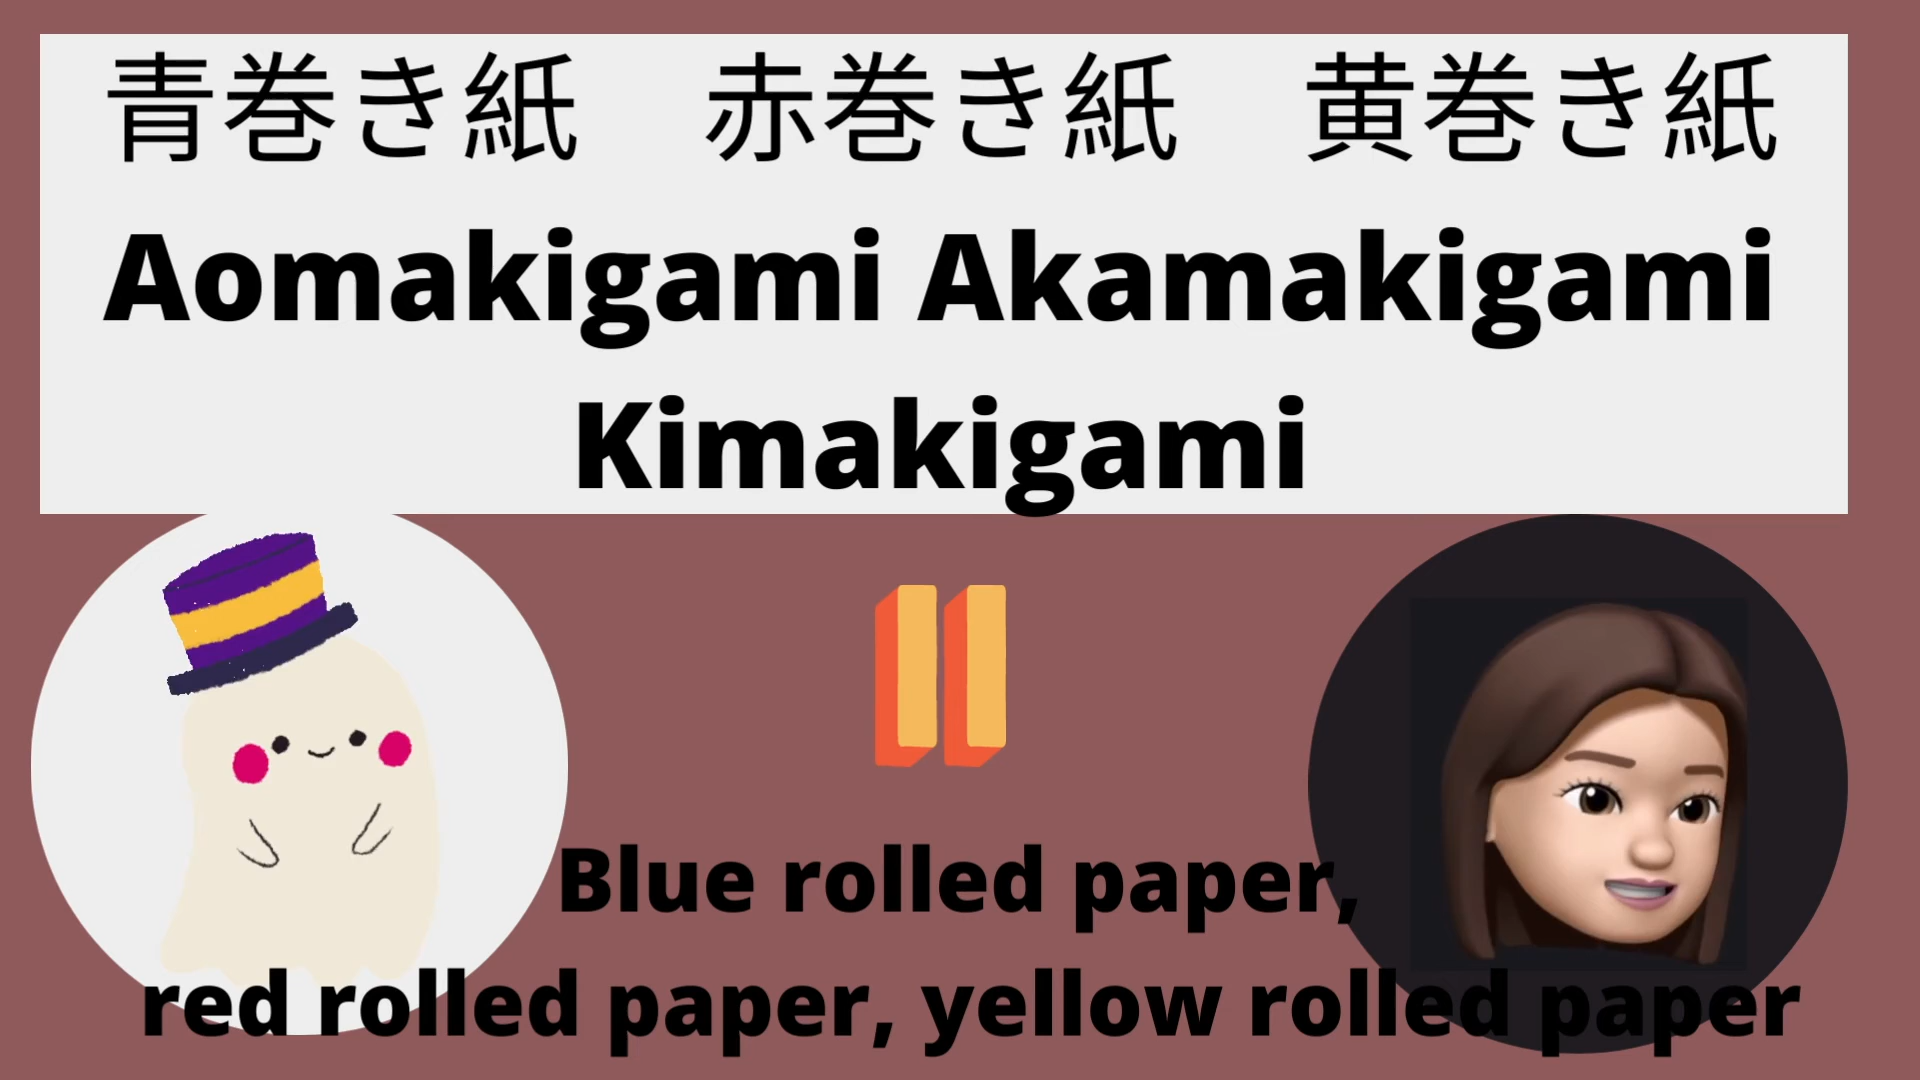 青巻き紙　赤巻き紙　黄巻き紙
Aomakigami Akamakigami
Kimakigami
Blue rolled paper,
red rolled paper, yellow rolled paper